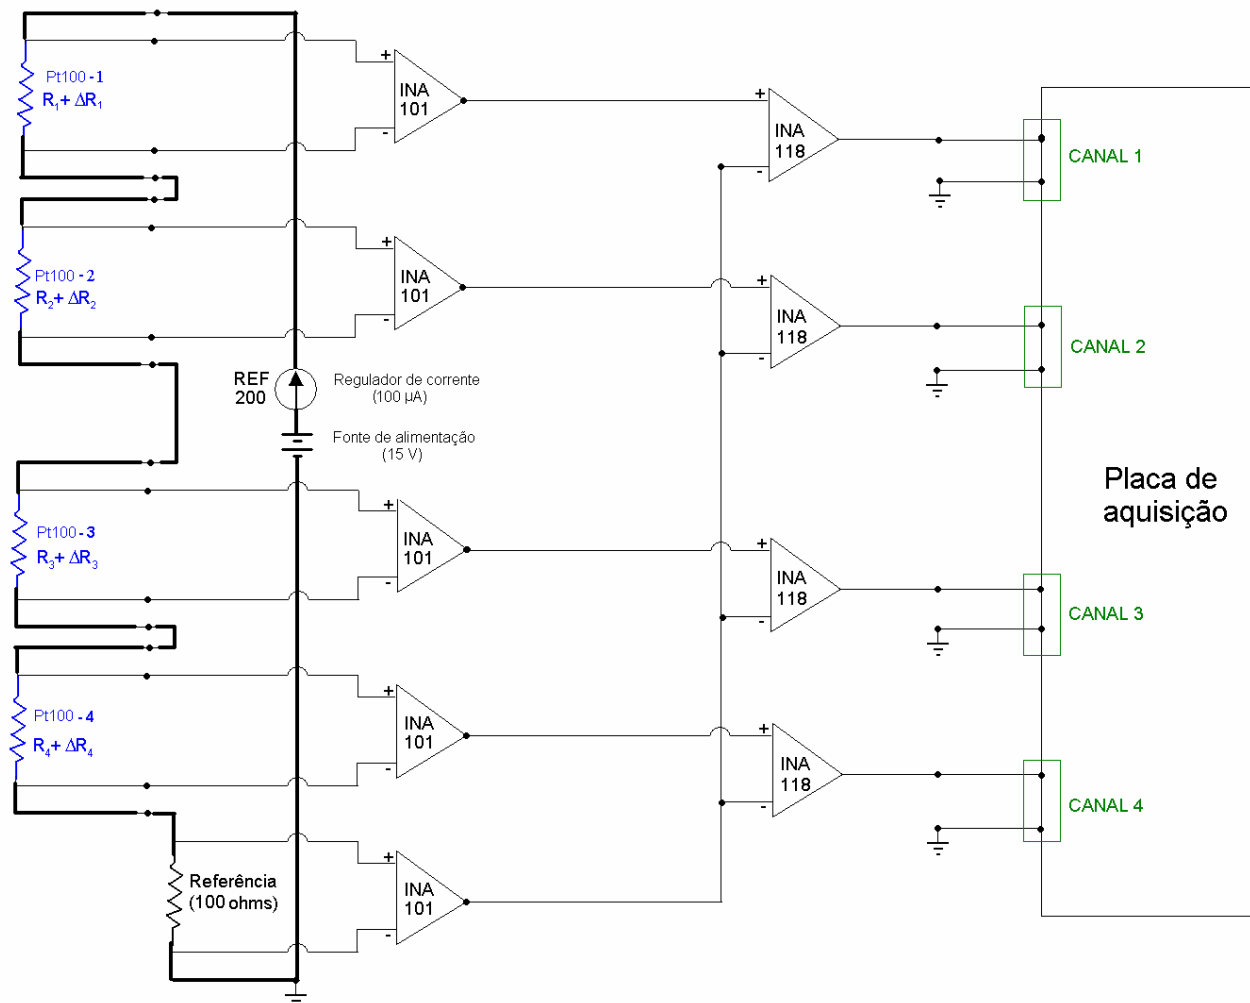 Pt100 -1
R1+ ΔR1
+
-
INA
101
+
-
INA
118
CANAL 1
Pt100 -2
R2+ ΔR2
+
-
INA
101
+
-
INA
118
CANAL 2
REF
200
Regulador de corrente
(100 µA)
Fonte de alimentação
(15 V)
Placa de
aquisição
Pt100-3
R3+ ΔR3
+
-
INA
101
+
-
INA
118
CANAL 3
Pt100 -4
R4+ ΔR4
+
-
INA
101
+
-
INA
118
CANAL 4
Referência
(100 ohms)
+
-
INA
101